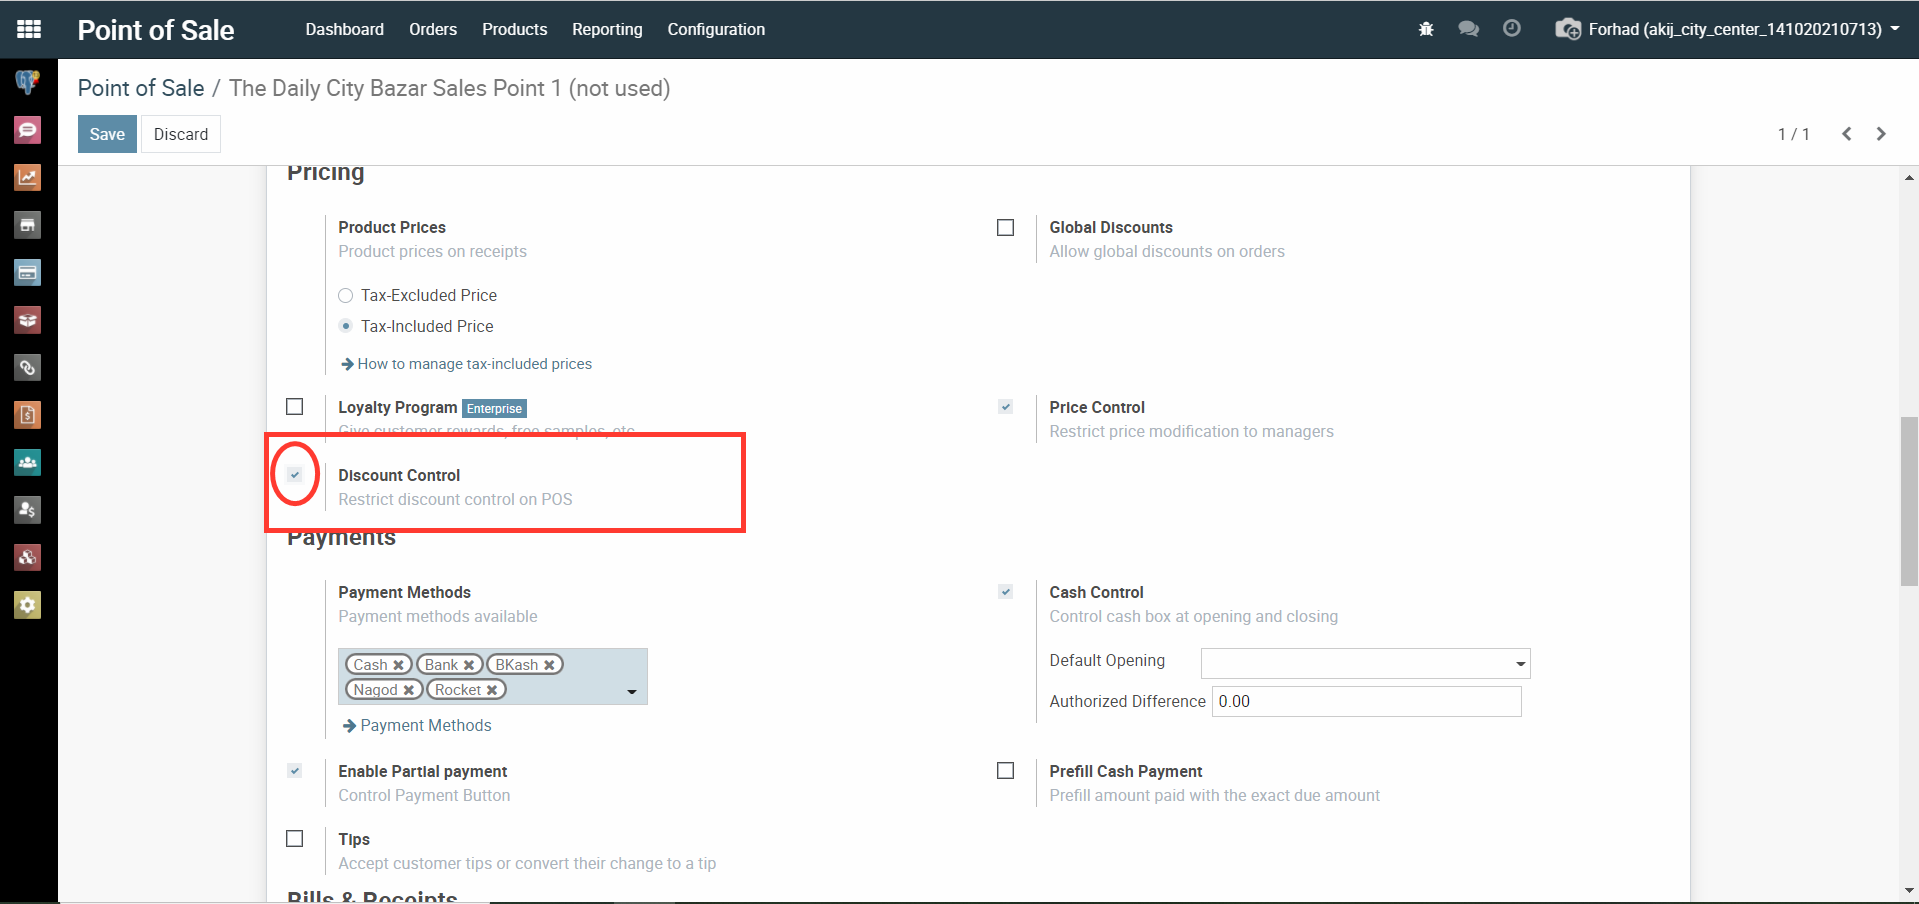 Point of Sale Dashboard Orders Products Reporting Configuration Forhad (akij_city_center_141020210713)
Point of Sale / The Daily City Bazar Sales Point 1 (not used)
Save Discard 1 / 1
Pricing
Product Prices
Product prices on receipts
Tax-Excluded Price
Tax-Included Price
How to manage tax-included prices
Global Discounts
Allow global discounts on orders
Loyalty Program Enterprise
Give customer rewards, free samples, etc.
Price Control
Restrict price modification to managers
Discount Control
Restrict discount control on POS
Payments
Payment Methods
Payment methods available
Cash Bank BKash
Nagod Rocket
Payment Methods
Cash Control
Control cash box at opening and closing
Default Opening
Authorized Difference 0.00
Enable Partial payment
Control Payment Button
Prefill Cash Payment
Prefill amount paid with the exact due amount
Tips
Accept customer tips or convert their change to a tip
Bills & Receipts